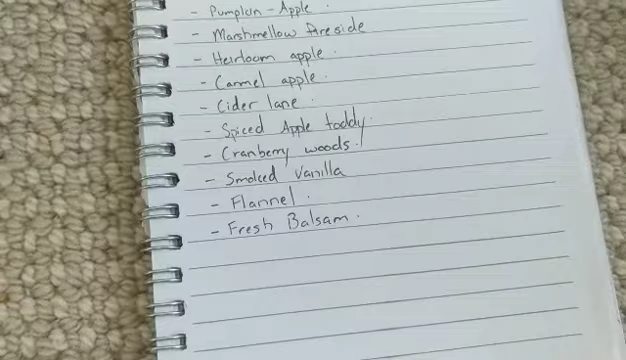 - Pumpkin - Apple.
- Marshmellow fireside
- Heirloom apple.
- Carmel apple.
- Cider lane.
- Spiced Apple toddy.
- Cranberry woods.
- Smoked Vanilla
- Flannel.
- Fresh Balsam.